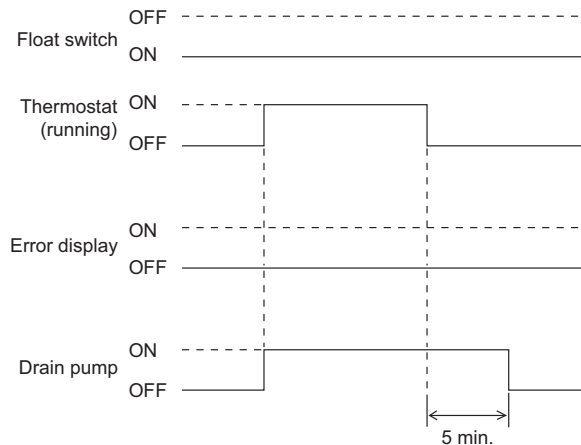 OFF
Float switch
ON
Thermostat
(running)
ON
OFF
Error display
ON
OFF
Drain pump
ON
OFF
5 min.